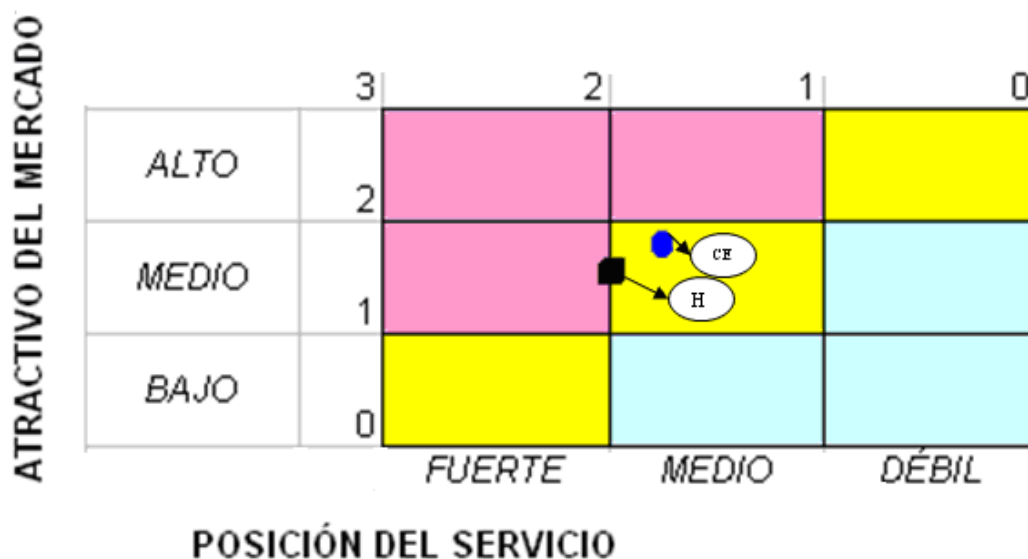 ATRACTIVO DEL MERCADO
3 2 1 0
ALTO
2
MEDIO
CE
H
1
BAJO
0
FUERTE MEDIO DÉBIL
POSICIÓN DEL SERVICIO